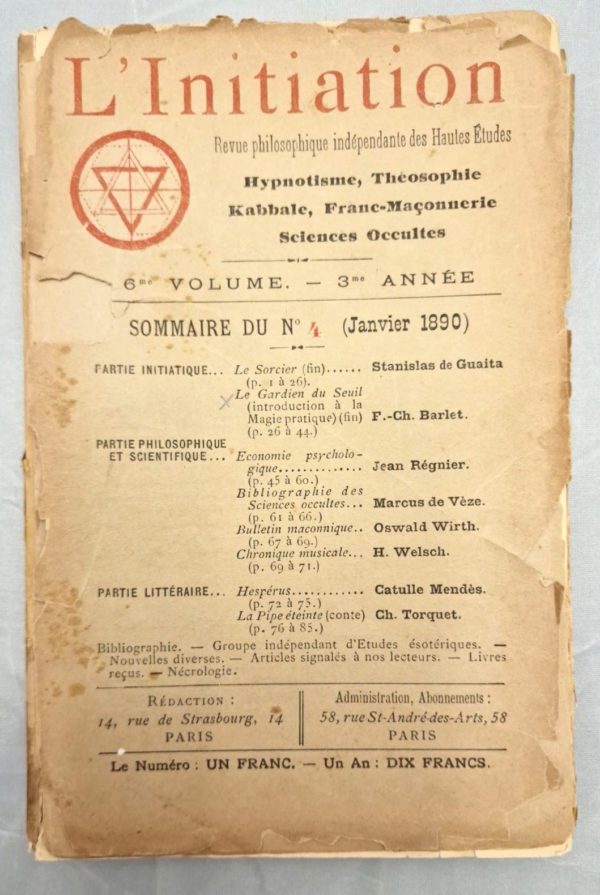 L'Initiation
Revue philosophique indépendante des Hautes Études
Hypnotisme, Théosophie
Kabbale, Franc-Maçonnerie
Sciences Occultes
6me VOLUME. — 3me ANNÉE
SOMMAIRE DU No 4 (Janvier 1890)
PARTIE INITIATIQUE... Le Sorcier (fin)...... Stanislas de Guaita
(p. 1 à 26).
Le Gardien du Seuil
(introduction à la
Magie pratique) (fin) F.-Ch. Barlet.
(p. 26 à 44.)
PARTIE PHILOSOPHIQUE
ET SCIENTIFIQUE... Economie psycholo-
gique.............. Jean Régnier.
(p. 45 à 60.)
Bibliographie des
Sciences occultes... Marcus de Vèze.
(p. 61 à 66.)
Bulletin maconnique.. Oswald Wirth.
(p. 67 à 69.)
Chronique musicale... H. Welsch.
(p. 69 à 71.)
PARTIE LITTÉRAIRE... Hespérus............ Catulle Mendès.
(p. 72 à 75.)
La Pipe éteinte (conte) Ch. Torquet.
(p. 76 à 85.)
Bibliographie. — Groupe indépendant d'Etudes ésotériques. —
Nouvelles diverses. — Articles signalés à nos lecteurs. — Livres
reçus. — Nécrologie.
RÉDACTION :
14, rue de Strasbourg, 14
PARIS
Administration, Abonnements :
58, rue St-André-des-Arts, 58
PARIS
Le Numéro : UN FRANC. — Un An : DIX FRANCS.